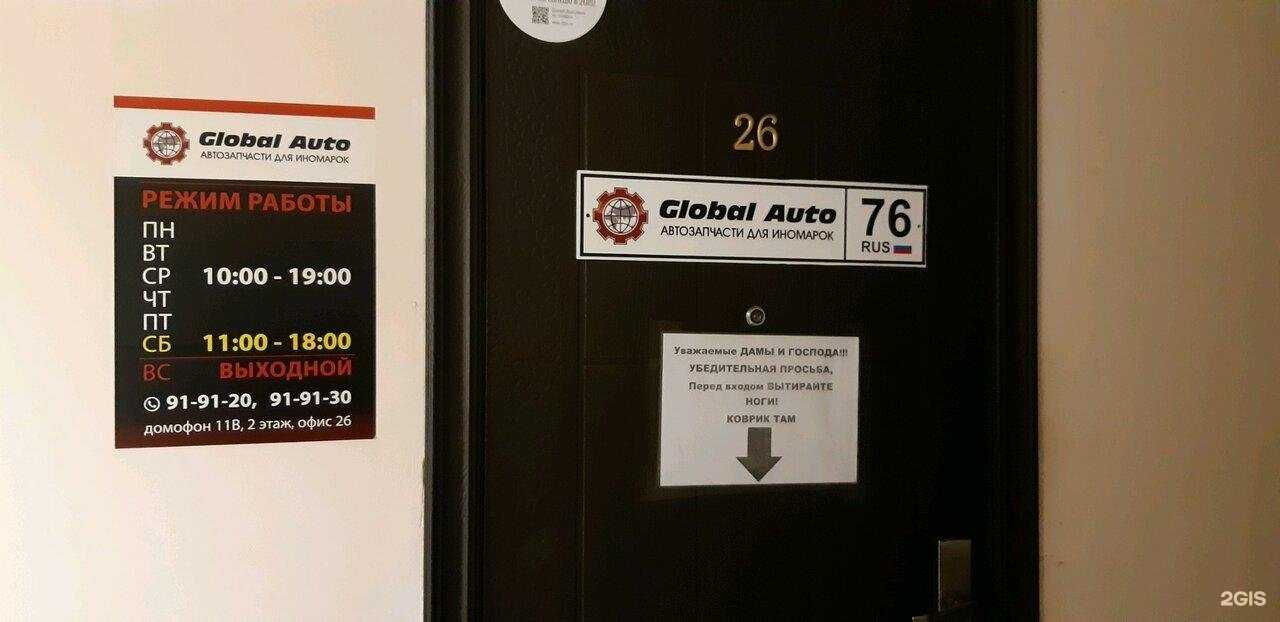 Global Auto
АВТОЗАПЧАСТИ ДЛЯ ИНОМАРОК
РЕЖИМ РАБОТЫ
ПН
ВТ
СР 10:00 - 19:00
ЧТ
ПТ
СБ 11:00 - 18:00
ВС ВЫХОДНОЙ
91-91-20, 91-91-30
домофон 11В, 2 этаж, офис 26
26
Global Auto
АВТОЗАПЧАСТИ ДЛЯ ИНОМАРОК
76
RUS
Уважаемые ДАМЫ И ГОСПОДА!!!
УБЕДИТЕЛЬНАЯ ПРОСЬБА,
Перед входом ВЫТИРАЙТЕ
НОГИ!
КОВРИК ТАМ
2GIS